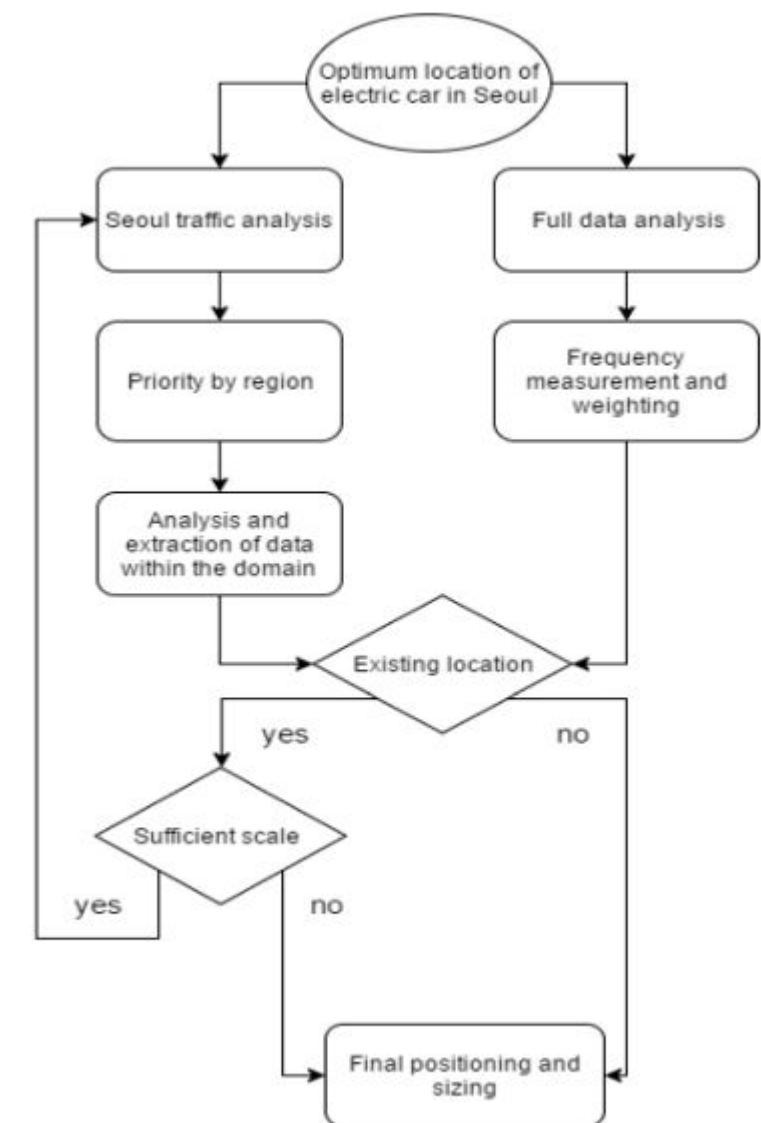 Optimum location of
electric car in Seoul
Seoul traffic analysis
Full data analysis
Priority by region
Frequency
measurement and
weighting
Analysis and
extraction of data
within the domain
Existing location
yes
no
Sufficient scale
yes
no
Final positioning and
sizing